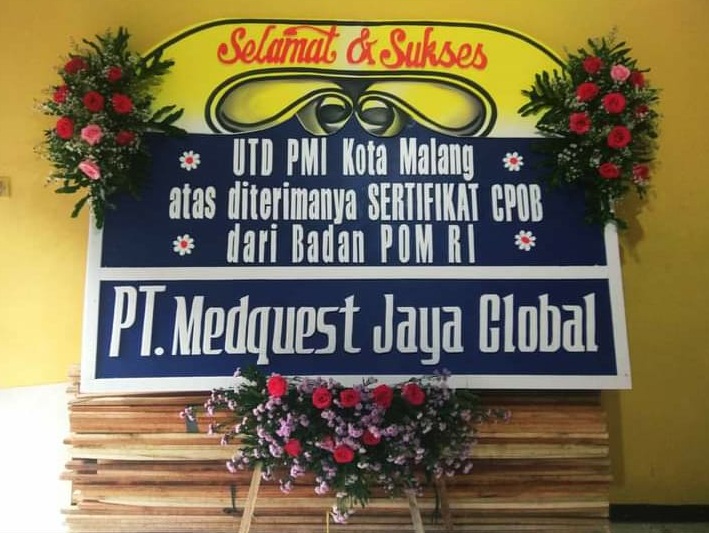 Selamat & Sukses
UTD PMI Kota Malang
atas diterimanya SERTIFIKAT CPOB
dari Badan POM RI
PT. Medquest Jaya Global